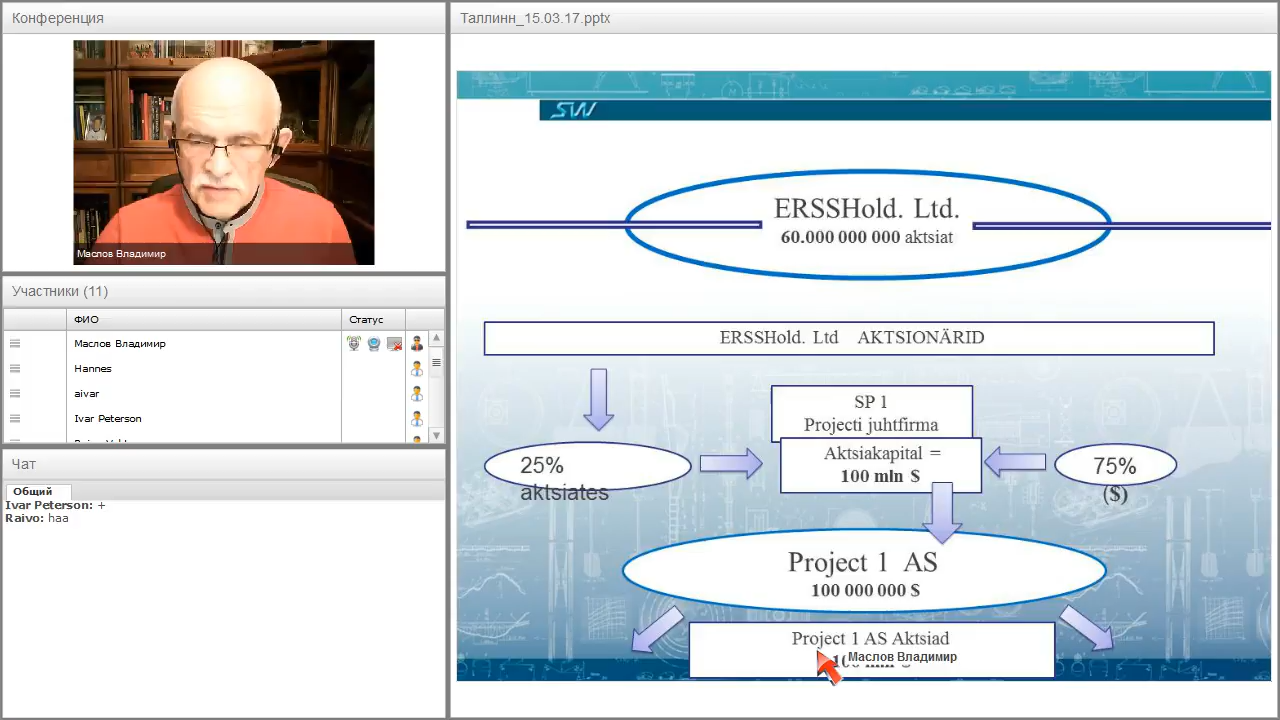 Конференция
Маслов Владимир
Участники (11)
ФИО
Статус
Маслов Владимир
Hannes
aivar
Ivar Peterson
Чат
Общий
Ivar Peterson: +
Raivo: haa
Таллинн_15.03.17.pptx
SW
ERSSHold. Ltd.
60.000 000 000 aktsiat
ERSSHold. Ltd AKTSIONÄRID
SP 1
Projecti juhtfirma
Aktsiakapital =
100 mln $
25%
aktsiates
75%
($)
Project 1 AS
100 000 000 $
Project 1 AS Aktsiad
Маслов Владимир